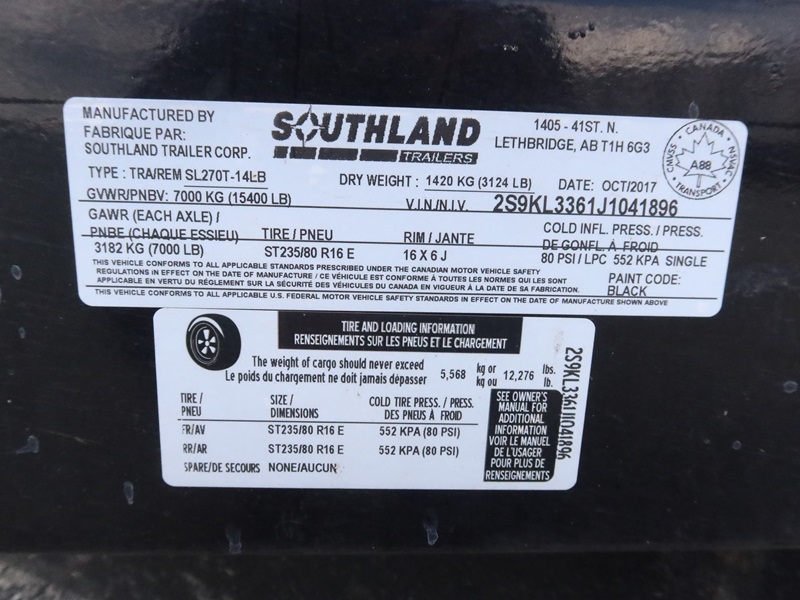 MANUFACTURED BY
FABRIQUE PAR:
SOUTHLAND TRAILER CORP.
SOUTHLAND
TRAILERS
1405 - 41ST. N.
LETHBRIDGE, AB T1H 6G3
CANADA
CMVSS NSVAC
A88
TRANSPORT
TYPE : TRA/REM SL270T-14LB
DRY WEIGHT : 1420 KG (3124 LB)
DATE: OCT/2017
GVWR/PNBV: 7000 KG (15400 LB)
V.I.N./N.I.V. 2S9KL3361J1041896
GAWR (EACH AXLE) /
PNBE (CHAQUE ESSIEU) TIRE / PNEU RIM / JANTE COLD INFL. PRESS. / PRESS. DE GONFL. À FROID
3182 KG (7000 LB) ST235/80 R16 E 16 X 6 J 80 PSI / LPC 552 KPA SINGLE
THIS VEHICLE CONFORMS TO ALL APPLICABLE STANDARDS PRESCRIBED UNDER THE CANADIAN MOTOR VEHICLE SAFETY
REGULATIONS IN EFFECT ON THE DATE OF MANUFACTURE / CE VÉHICULE EST CONFORME À TOUTES LES NORMES QUI LES SONT
APPLICABLE EN VERTU DU RÈGLEMENT SUR LA SÉCURITÉ DES VÉHICULES DU CANADA EN VIGUEUR À LA DATE DE SA FABRICATION.
THIS VEHICLE CONFORMS TO ALL APPLICABLE U.S. FEDERAL MOTOR VEHICLE STANDARDS IN EFFECT ON THE DATE OF MANUFACTURE SHOWN ABOVE
PAINT CODE:
BLACK
TIRE AND LOADING INFORMATION
RENSEIGNEMENTS SUR LES PNEUS ET LE CHARGEMENT
The weight of cargo should never exceed
Le poids du chargement ne doit jamais dépasser
5,568 kg or
kg ou 12,276 lbs.
lb.
TIRE / PNEU SIZE / DIMENSIONS COLD TIRE PRESS. / PRESS. DES PNEUS À FROID
FR/AV ST235/80 R16 E 552 KPA (80 PSI)
RR/AR ST235/80 R16 E 552 KPA (80 PSI)
SPARE/DE SECOURS NONE/AUCUN
SEE OWNER'S
MANUAL FOR
ADDITIONAL
INFORMATION
VOIR LE MANUEL
DE L'USAGER
POUR PLUS DE
RENSEIGNEMENTS
2S9KL3361J1041896